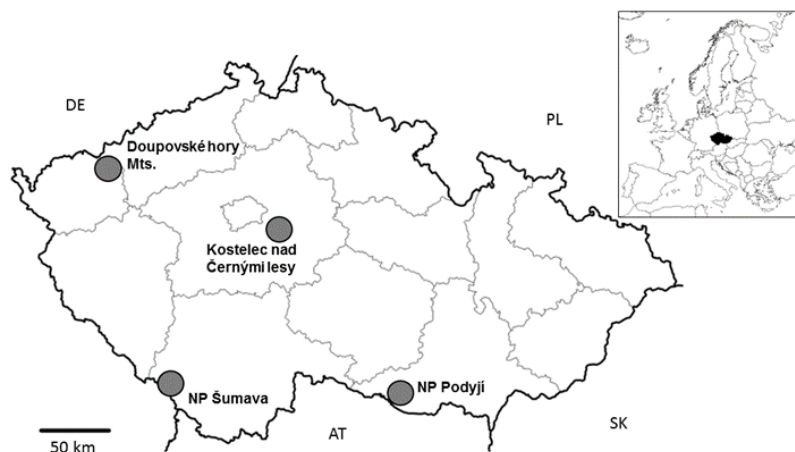 DE
PL
Doupovské hory
Mts.
Kostelec nad
Černými lesy
NP Šumava
NP Podyjí
50 km
AT
SK